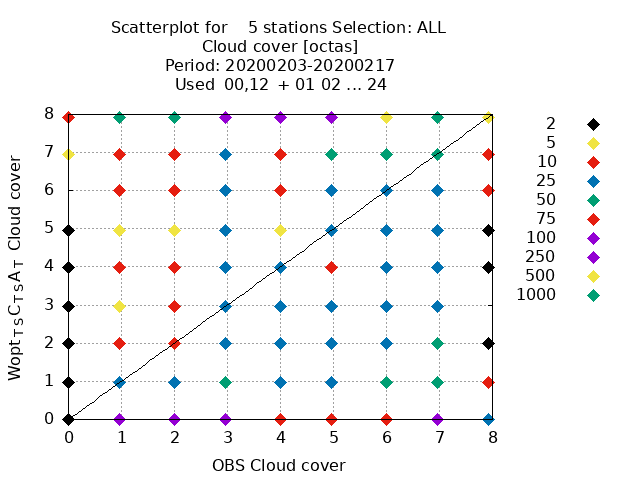 Scatterplot for 5 stations Selection: ALL
Cloud cover [octas]
Period: 20200203-20200217
Used 00,12 + 01 02 ... 24
8
7
6
5
4
3
2
1
0
0 1 2 3 4 5 6 7 8
Wopt T S C T S A T Cloud cover
OBS Cloud cover
2
5
10
25
50
75
100
250
500
1000